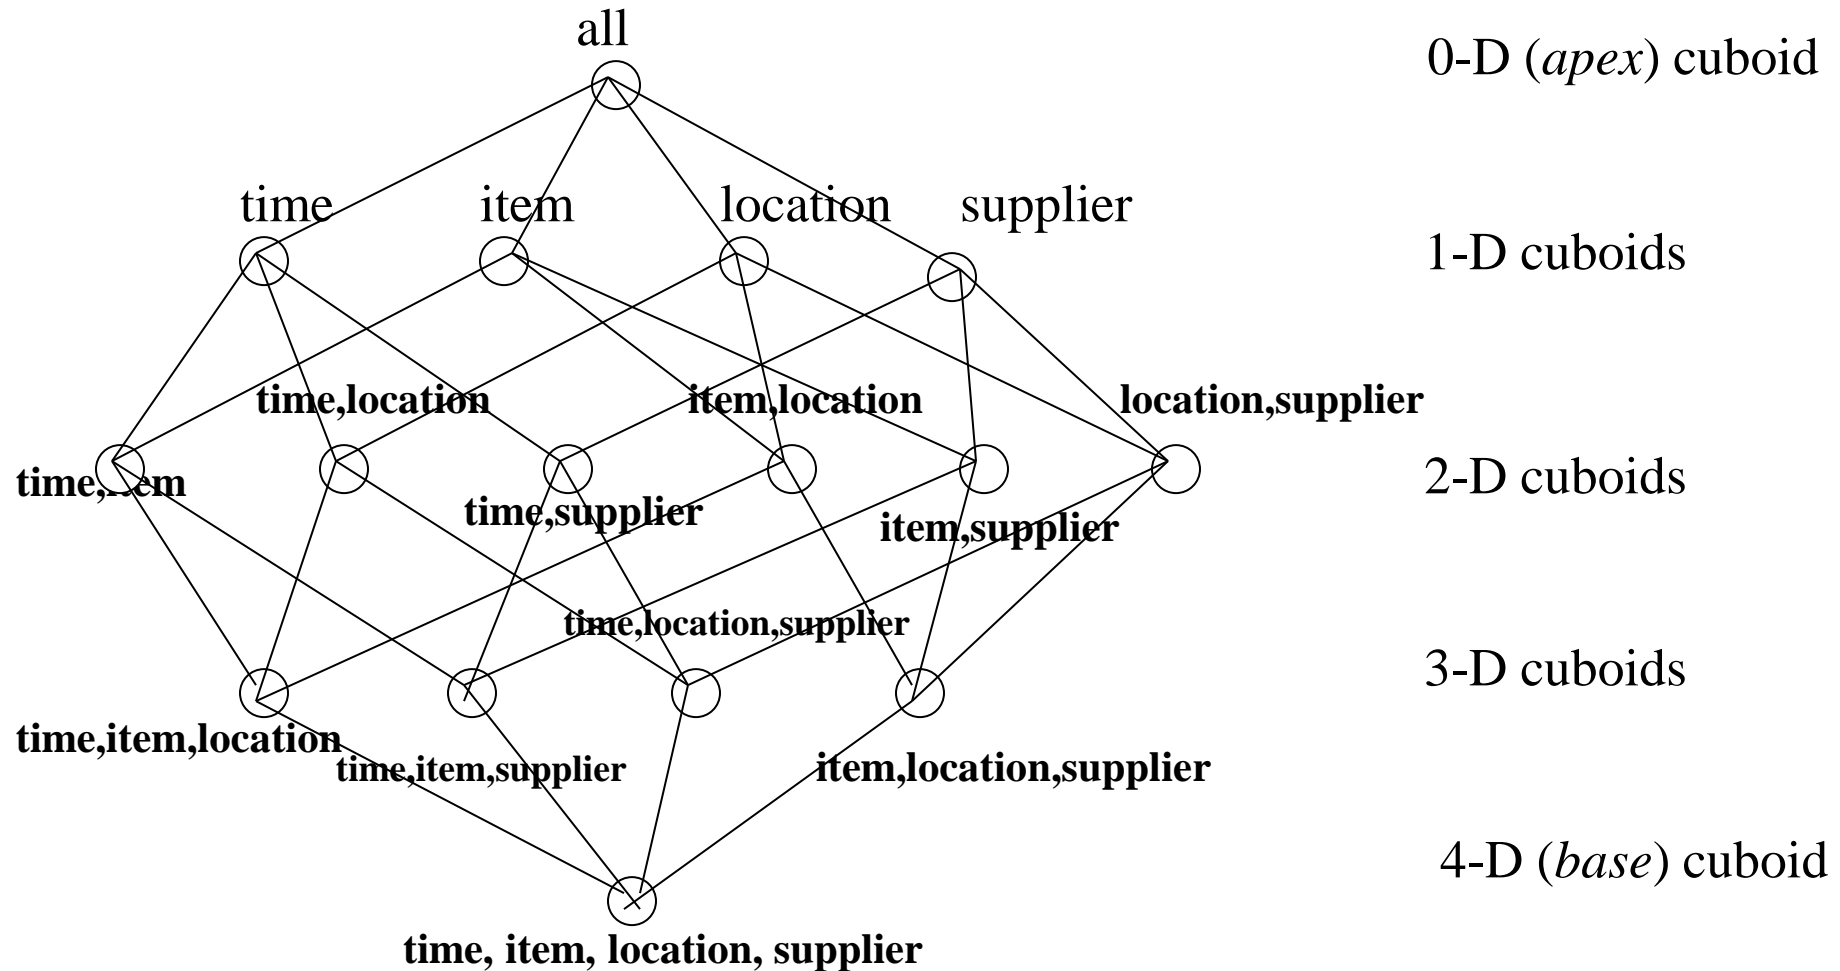 all
0-D (apex) cuboid
time
item
location
supplier
1-D cuboids
time,location
item,location
location,supplier
time,item
2-D cuboids
time,supplier
item,supplier
time,location,supplier
3-D cuboids
time,item,location
time,item,supplier
item,location,supplier
4-D (base) cuboid
time, item, location, supplier